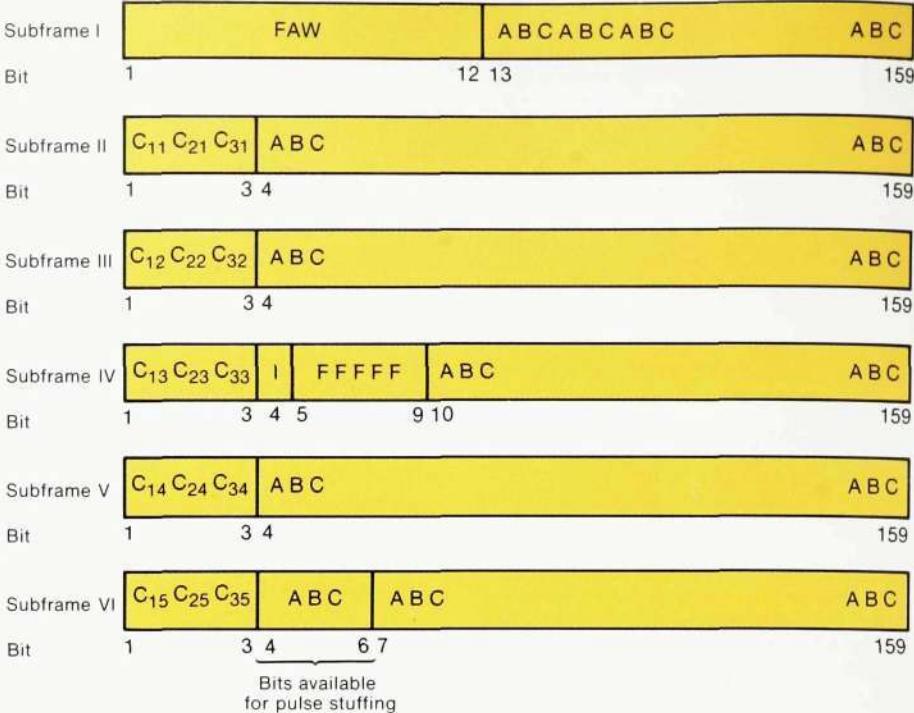 Subframe I FAW ABCABCABC ABC
Bit 1 12 13 159
Subframe II C₁₁ C₂₁ C₃₁ ABC ABC
Bit 1 3 4 159
Subframe III C₁₂ C₂₂ C₃₂ ABC ABC
Bit 1 3 4 159
Subframe IV C₁₃ C₂₃ C₃₃ I FFFFF ABC ABC
Bit 1 3 4 5 9 10 159
Subframe V C₁₄ C₂₄ C₃₄ ABC ABC
Bit 1 3 4 159
Subframe VI C₁₅ C₂₅ C₃₅ ABC ABC ABC
Bit 1 3 4 6 7 159
Bits available
for pulse stuffing